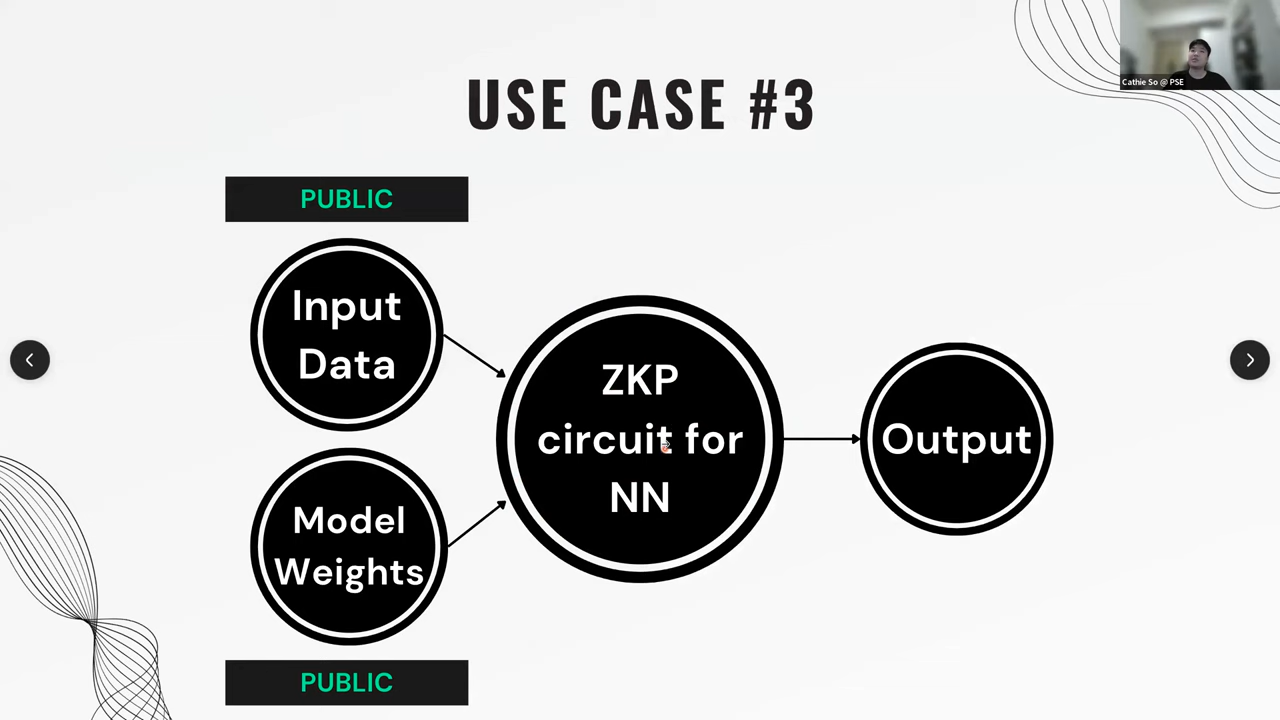 Cathie So @ PSE
USE CASE #3
PUBLIC
Input
Data
ZKP
circuit for
NN
Output
Model
Weights
PUBLIC